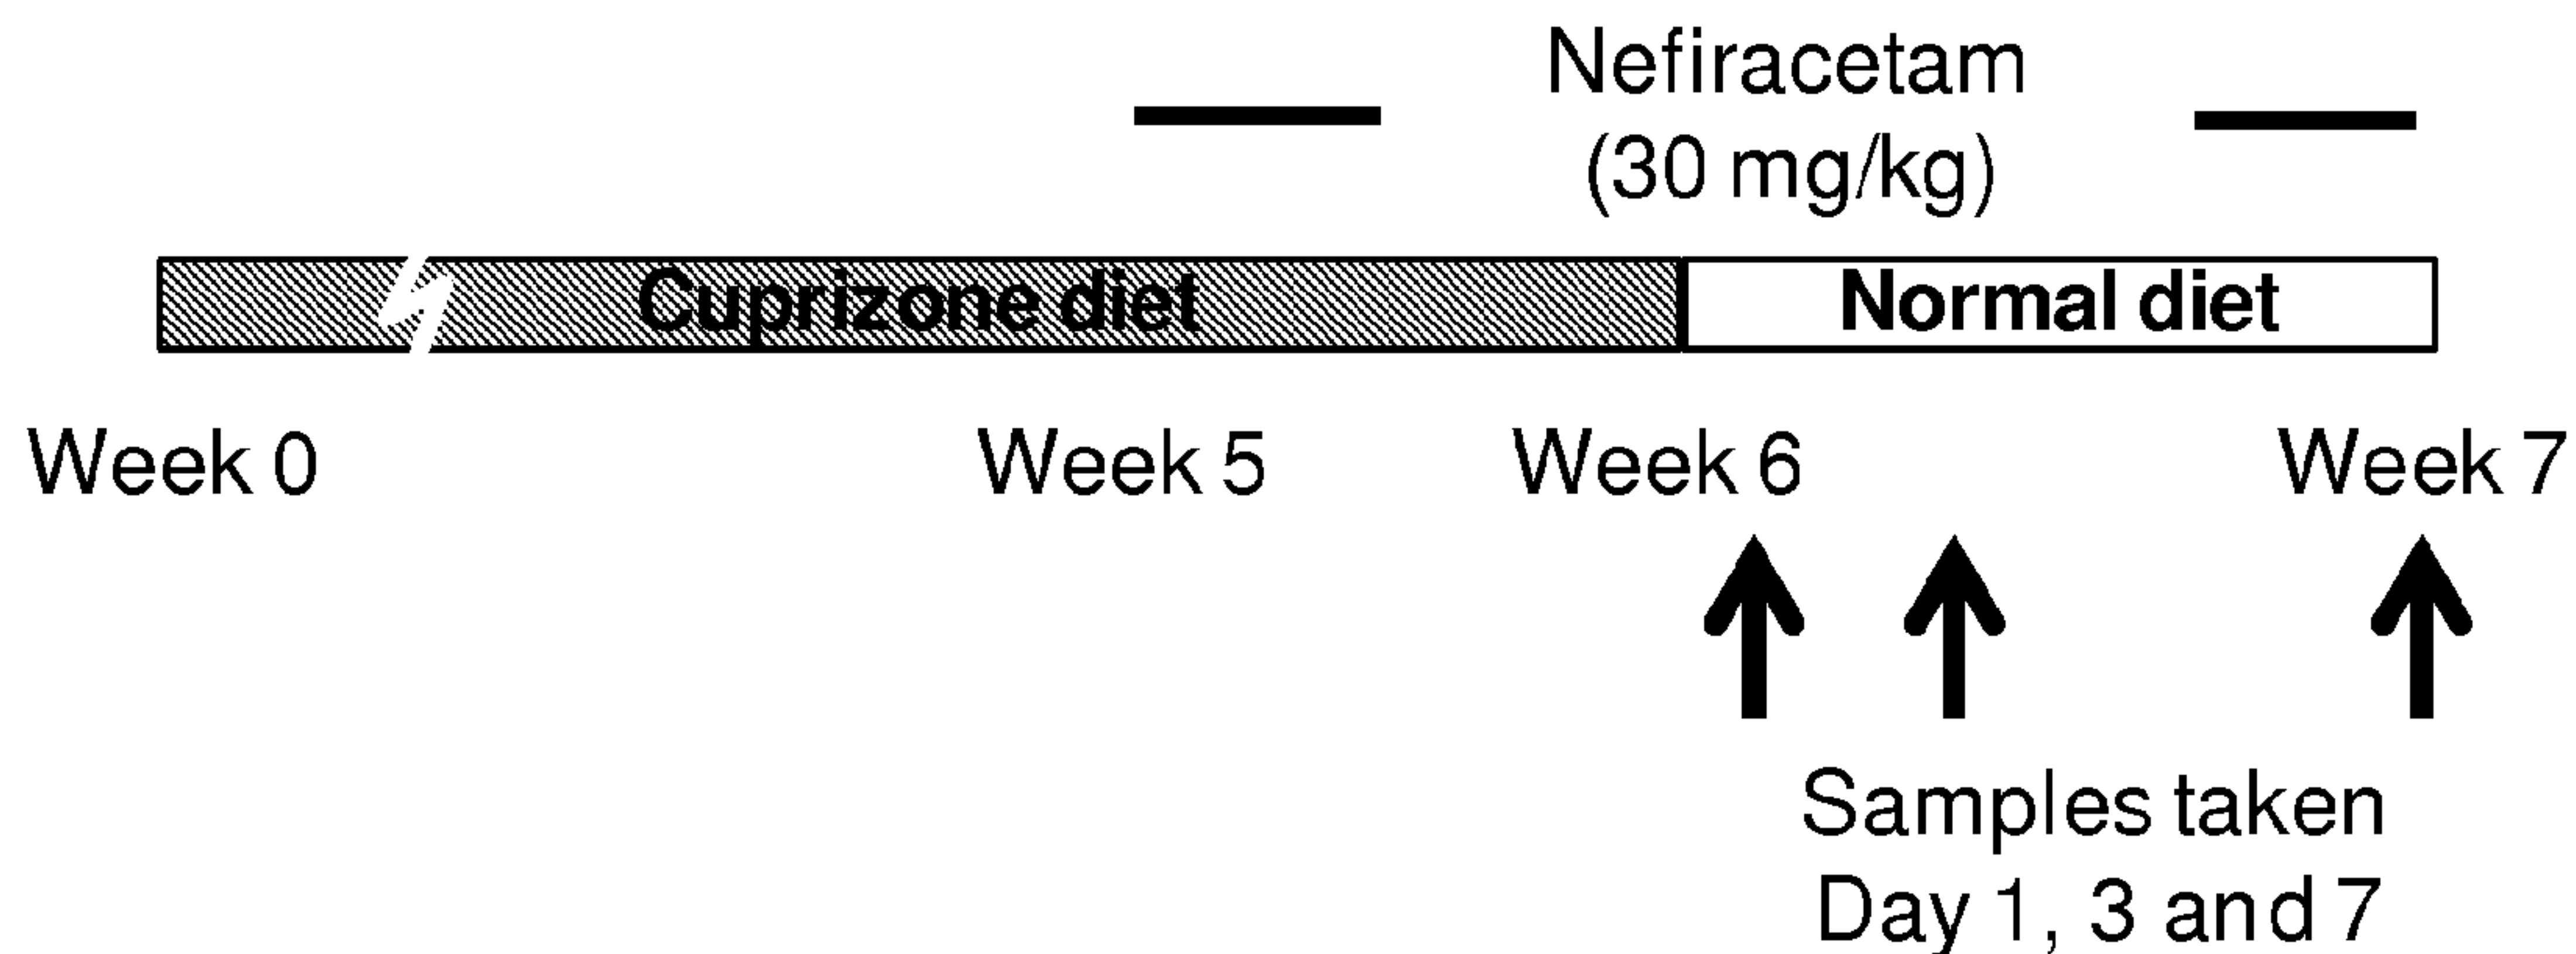 Nefiracetam
(30 mg/kg)
Cuprizone diet
Normal diet
Week 0
Week 5
Week 6
Week 7
Samples taken
Day 1, 3 and 7